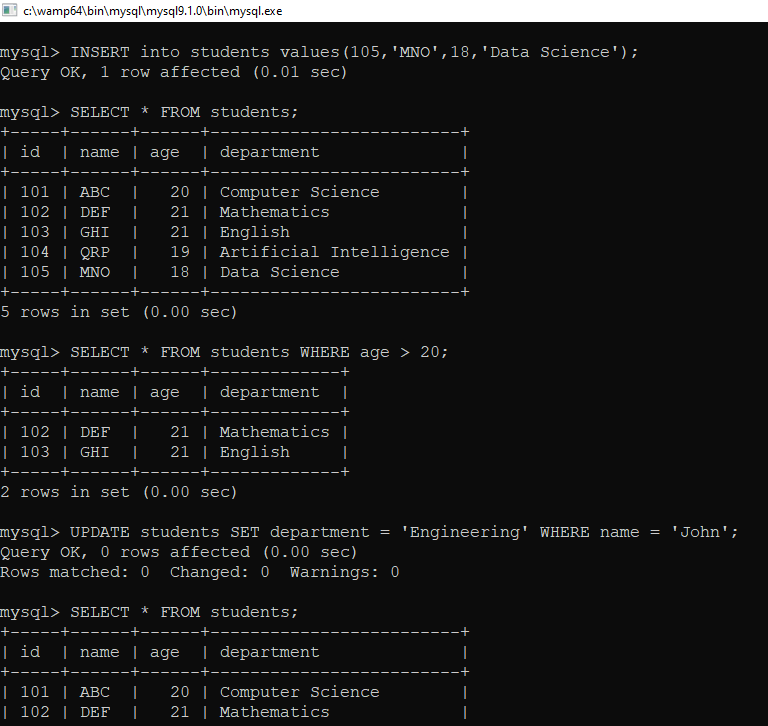 c:\wamp64\bin\mysql\mysql9.1.0\bin\mysql.exe
mysql> INSERT into students values(105,'MNO',18,'Data Science');
Query OK, 1 row affected (0.01 sec)
mysql> SELECT * FROM students;
+-----+------+------+-------------------------+
| id  | name | age  | department              |
+-----+------+------+-------------------------+
| 101 | ABC  |   20 | Computer Science        |
| 102 | DEF  |   21 | Mathematics             |
| 103 | GHI  |   21 | English                 |
| 104 | QRP  |   19 | Artificial Intelligence |
| 105 | MNO  |   18 | Data Science            |
+-----+------+------+-------------------------+
5 rows in set (0.00 sec)
mysql> SELECT * FROM students WHERE age > 20;
+-----+------+------+-------------+
| id  | name | age  | department  |
+-----+------+------+-------------+
| 102 | DEF  |   21 | Mathematics |
| 103 | GHI  |   21 | English     |
+-----+------+------+-------------+
2 rows in set (0.00 sec)
mysql> UPDATE students SET department = 'Engineering' WHERE name = 'John';
Query OK, 0 rows affected (0.00 sec)
Rows matched: 0  Changed: 0  Warnings: 0
mysql> SELECT * FROM students;
+-----+------+------+-------------------------+
| id  | name | age  | department              |
+-----+------+------+-------------------------+
| 101 | ABC  |   20 | Computer Science        |
| 102 | DEF  |   21 | Mathematics             |